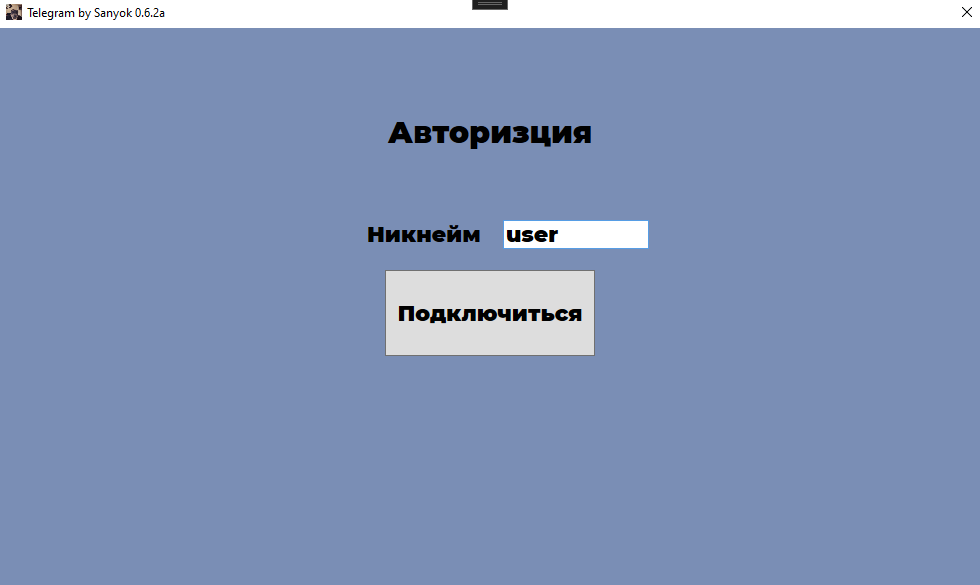 Telegram by Sanyok 0.6.2a
Авторизция
Никнейм user
Подключиться